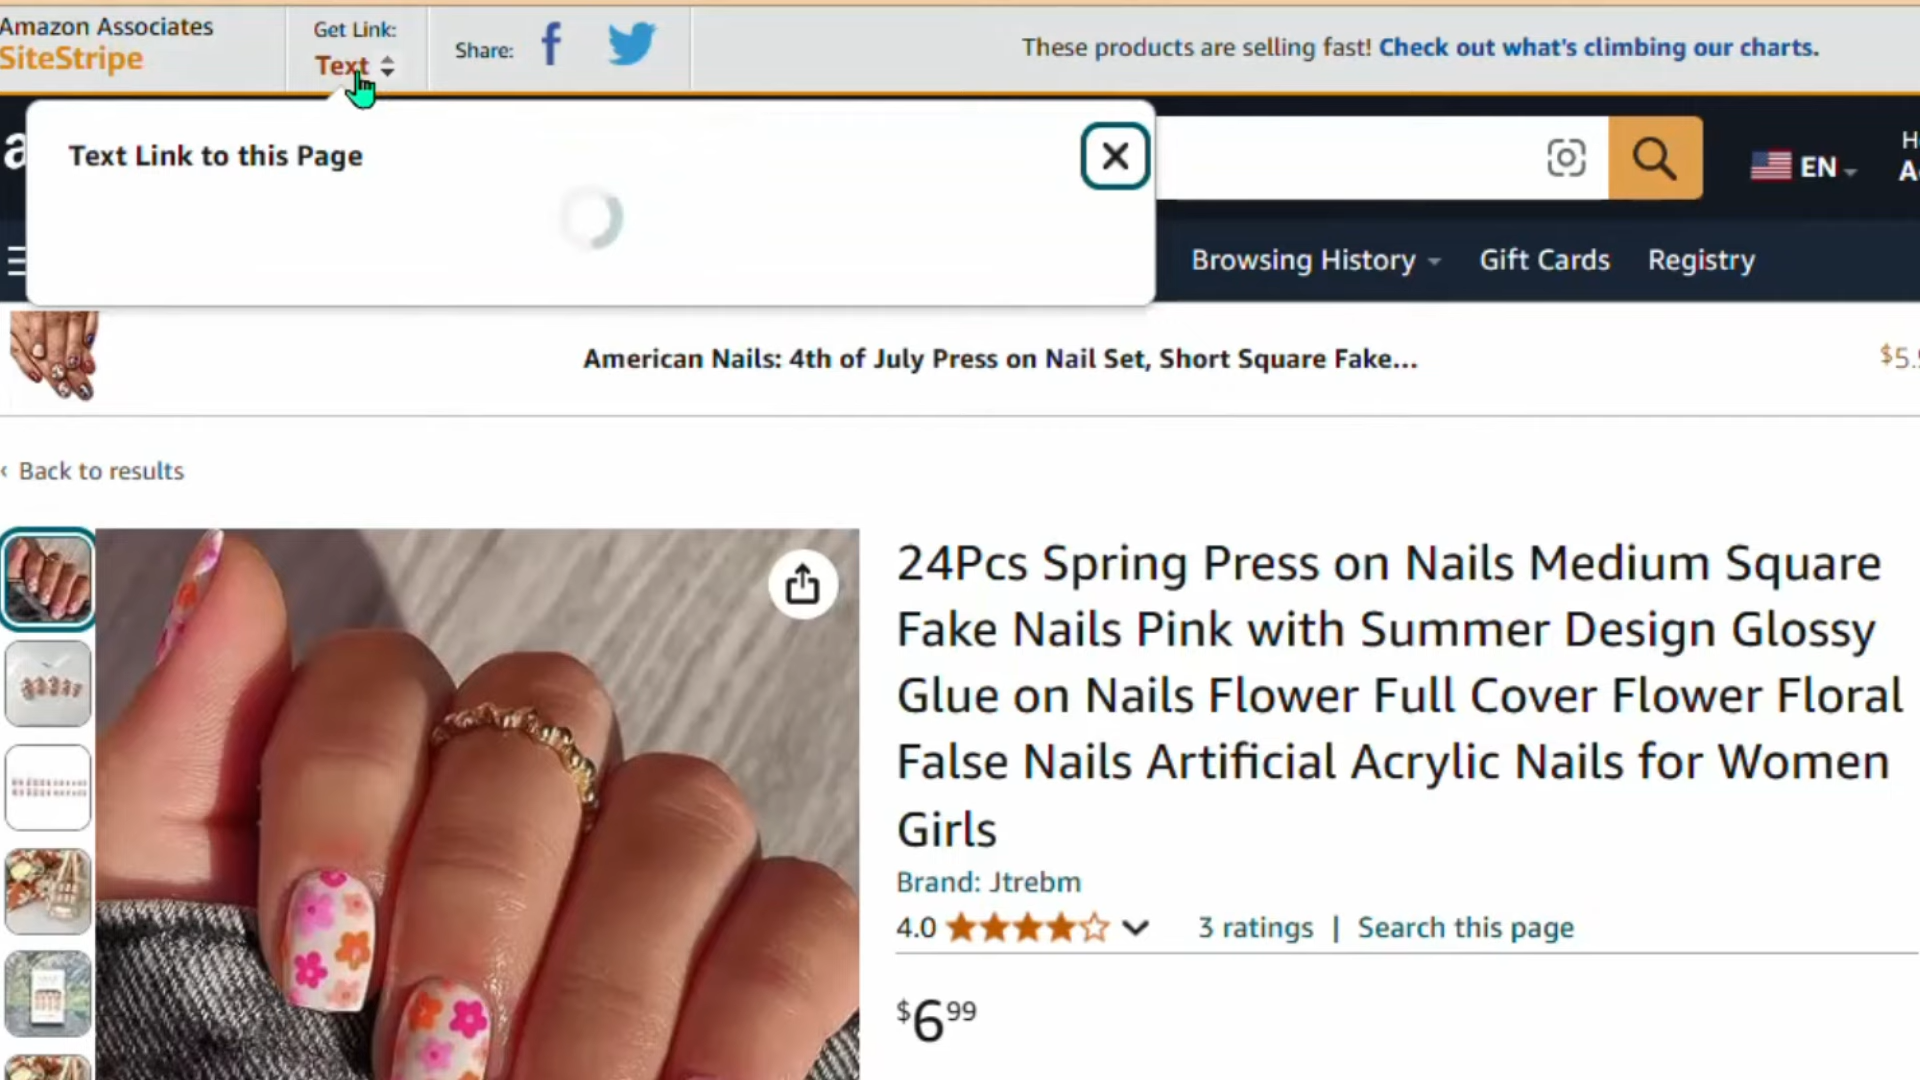 Amazon Associates
SiteStripe
Get Link:
Text
Share:
These products are selling fast! Check out what's climbing our charts.
Text Link to this Page
EN
Browsing History
Gift Cards
Registry
American Nails: 4th of July Press on Nail Set, Short Square Fake...
$5.9
‹ Back to results
24Pcs Spring Press on Nails Medium Square
Fake Nails Pink with Summer Design Glossy
Glue on Nails Flower Full Cover Flower Floral
False Nails Artificial Acrylic Nails for Women
Girls
Brand: Jtrebm
4.0
3 ratings | Search this page
$6 99